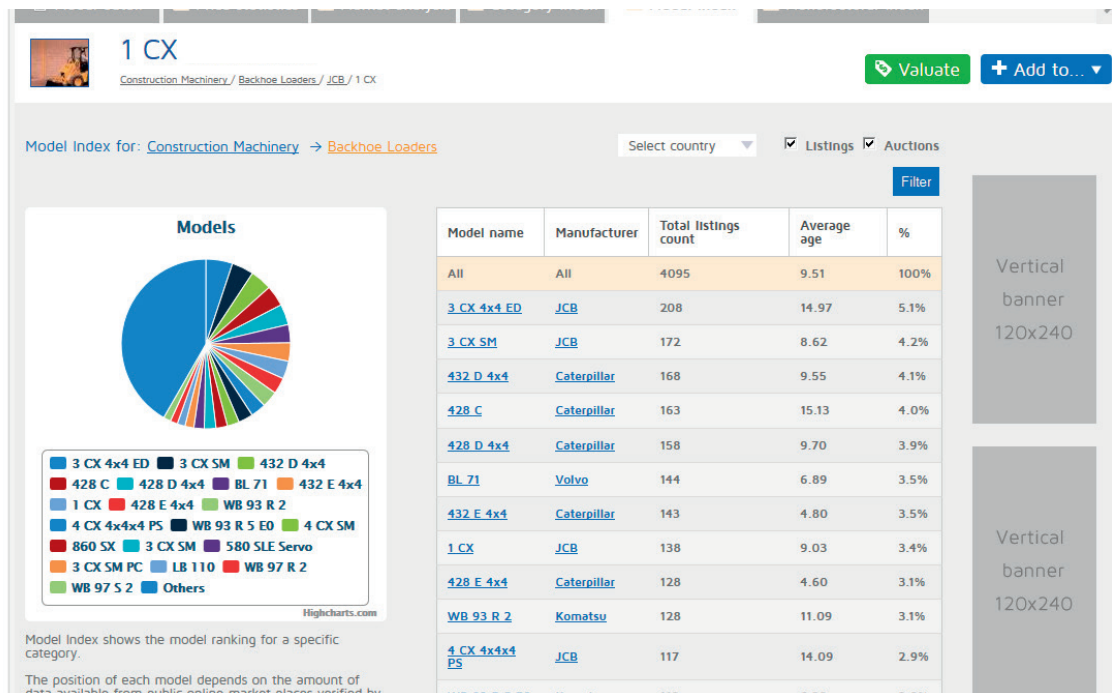 1 CX
Construction Machinery / Backhoe Loaders / JCB / 1 CX
Valuate
Add to...
Model Index for: Construction Machinery → Backhoe Loaders
Select country
Listings
Auctions
Filter
Models
3 CX 4x4 ED 3 CX SM 432 D 4x4
428 C 428 D 4x4 BL 71 432 E 4x4
1 CX 428 E 4x4 WB 93 R 2
4 CX 4x4x4 PS WB 93 R 5 E0 4 CX SM
860 SX 3 CX SM 580 SLE Servo
3 CX SM PC LB 110 WB 97 R 2
WB 97 S 2 Others
Highcharts.com
Model Index shows the model ranking for a specific
category.
The position of each model depends on the amount of
data available from public online market places verified by
Model name Manufacturer Total listings count Average age %
All All 4095 9.51 100%
3 CX 4x4 ED JCB 208 14.97 5.1%
3 CX SM JCB 172 8.62 4.2%
432 D 4x4 Caterpillar 168 9.55 4.1%
428 C Caterpillar 163 15.13 4.0%
428 D 4x4 Caterpillar 158 9.70 3.9%
BL 71 Volvo 144 6.89 3.5%
432 E 4x4 Caterpillar 143 4.80 3.5%
1 CX JCB 138 9.03 3.4%
428 E 4x4 Caterpillar 128 4.60 3.1%
WB 93 R 2 Komatsu 128 11.09 3.1%
4 CX 4x4x4 PS JCB 117 14.09 2.9%
Vertical
banner
120x240
Vertical
banner
120x240